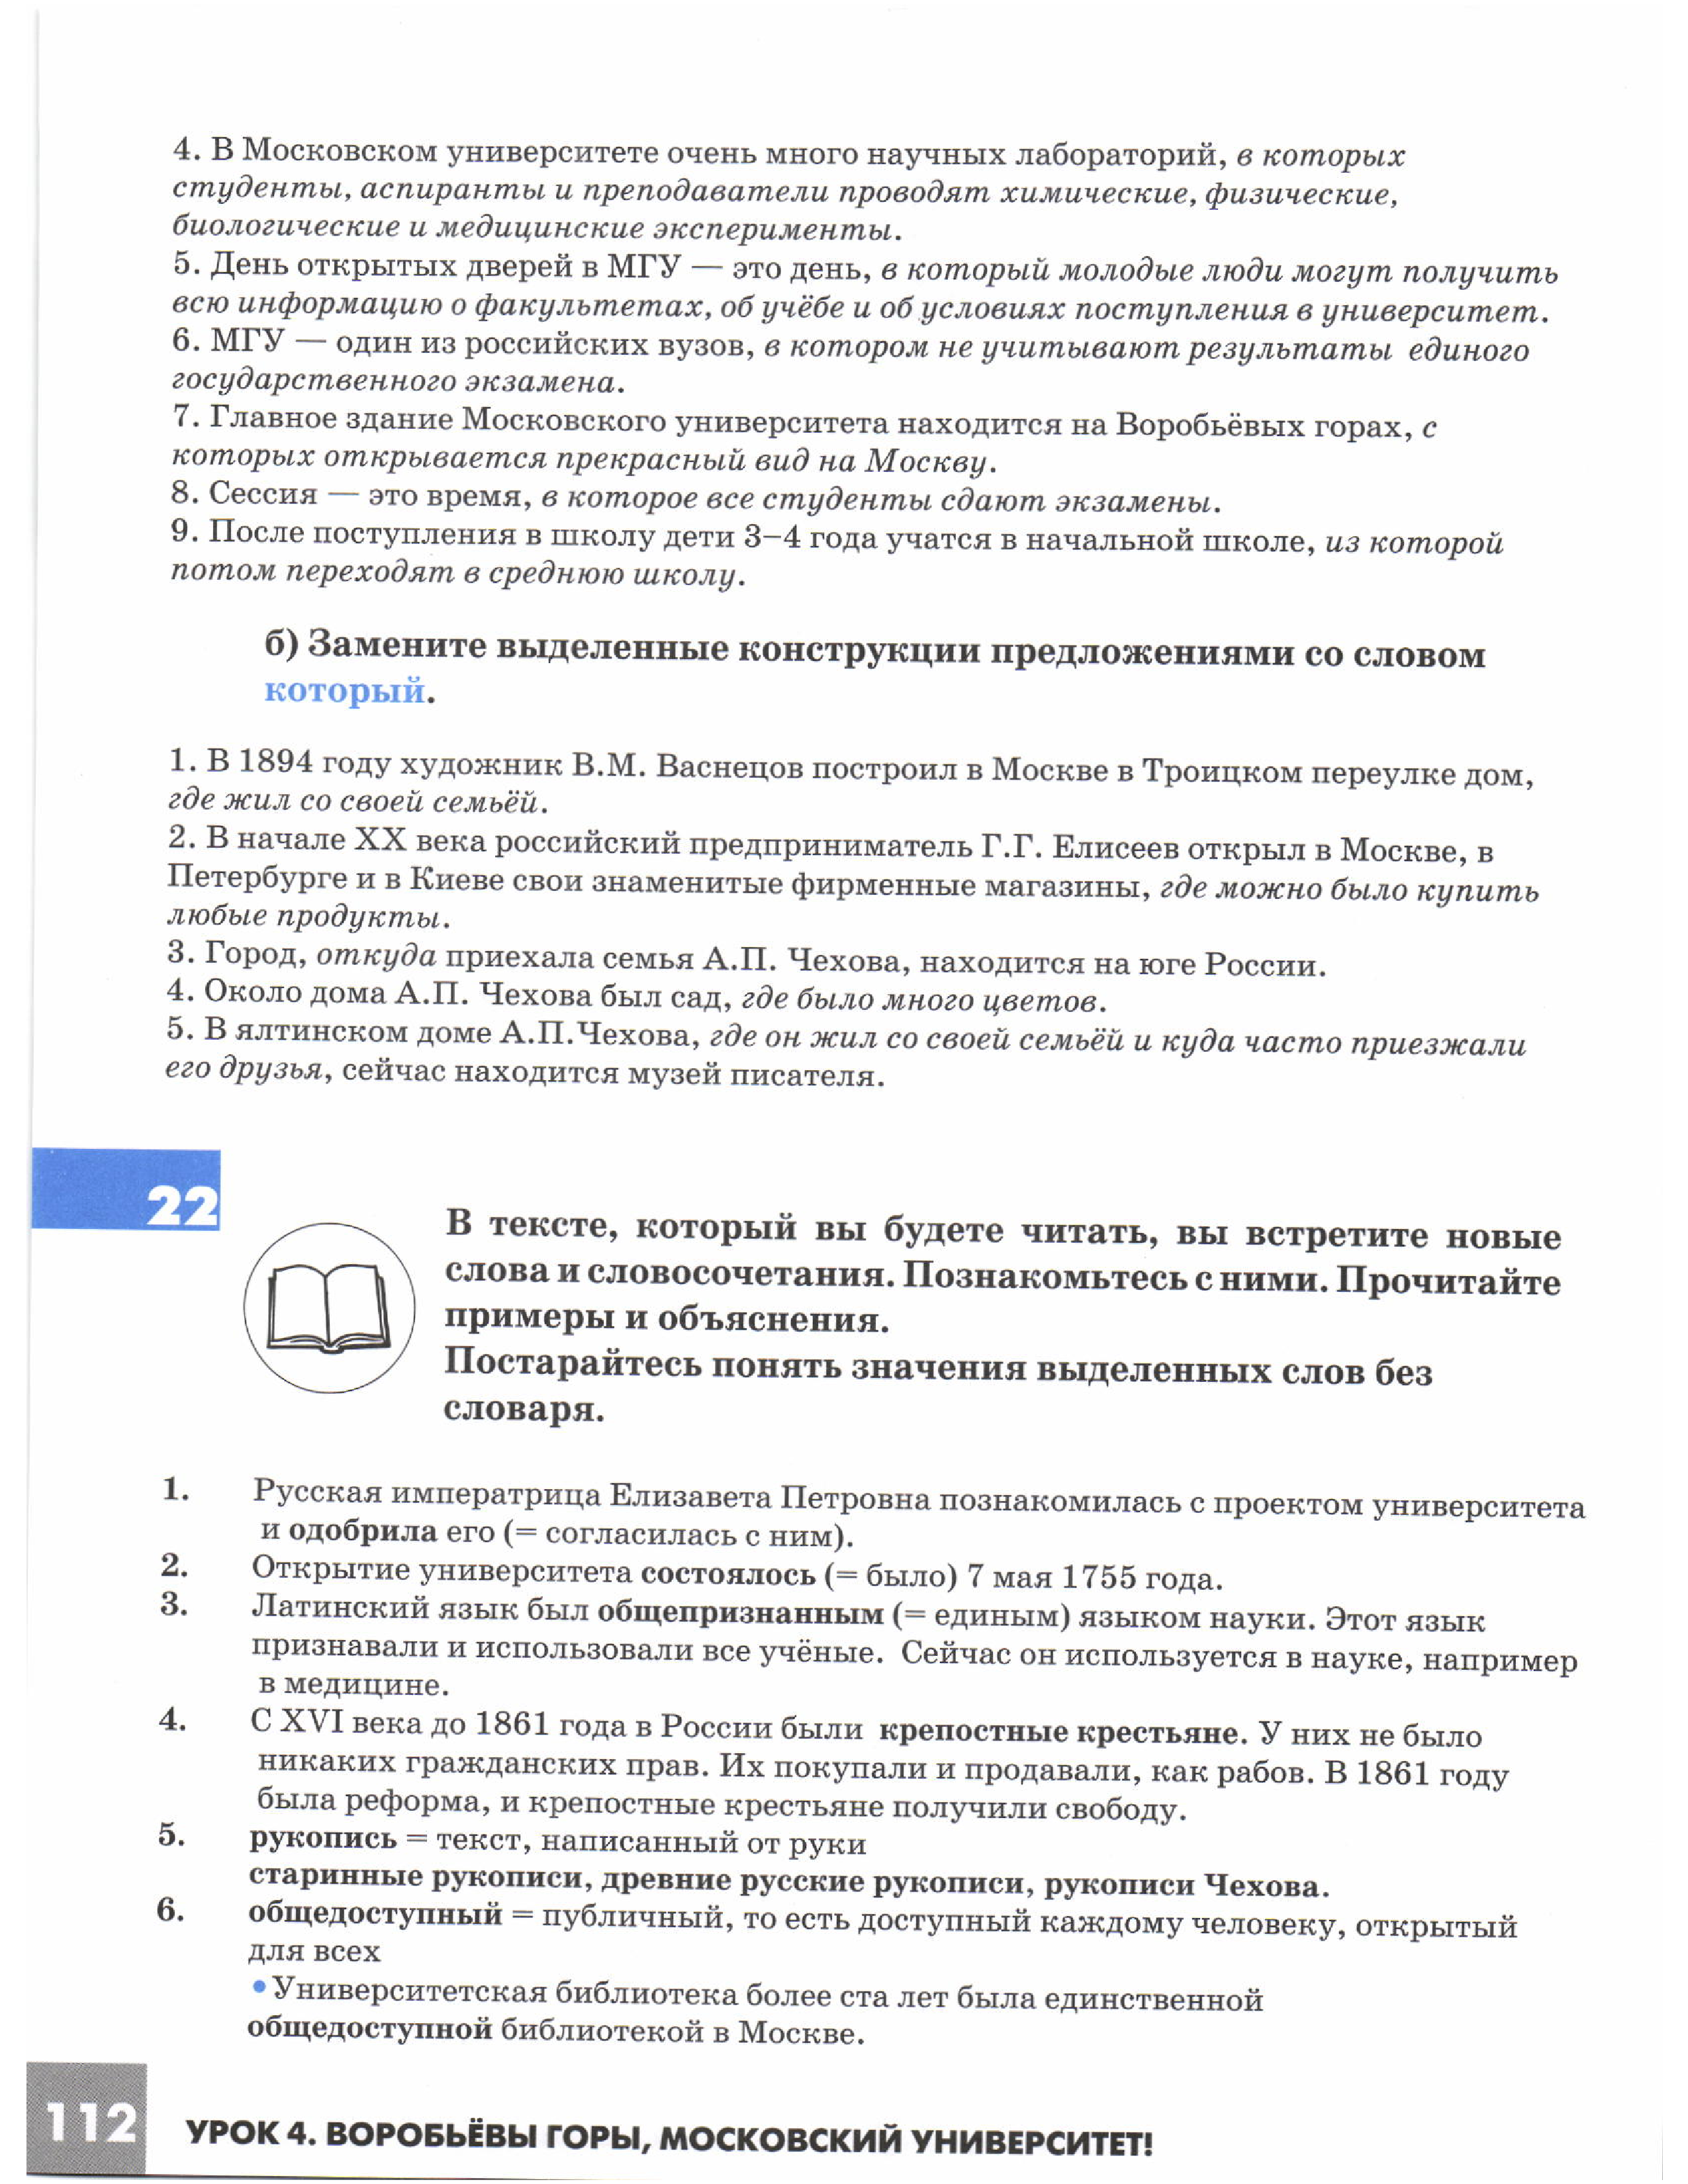 4. В Московском университете очень много научных лабораторий, в которых
студенты, аспиранты и преподаватели проводят химические, физические,
биологические и медицинские эксперименты.
5. День открытых дверей в МГУ — это день, в который молодые люди могут получить
всю информацию о факультетах, об учёбе и об условиях поступления в университет.
6. МГУ — один из российских вузов, в котором не учитывают результаты единого
государственного экзамена.
7. Главное здание Московского университета находится на Воробьёвых горах, с
которых открывается прекрасный вид на Москву.
8. Сессия — это время, в которое все студенты сдают экзамены.
9. После поступления в школу дети 3–4 года учатся в начальной школе, из которой
потом переходят в среднюю школу.
б) Замените выделенные конструкции предложениями со словом
который.
1. В 1894 году художник В.М. Васнецов построил в Москве в Троицком переулке дом,
где жил со своей семьёй.
2. В начале XX века российский предприниматель Г.Г. Елисеев открыл в Москве, в
Петербурге и в Киеве свои знаменитые фирменные магазины, где можно было купить
любые продукты.
3. Город, откуда приехала семья А.П. Чехова, находится на юге России.
4. Около дома А.П. Чехова был сад, где было много цветов.
5. В ялтинском доме А.П.Чехова, где он жил со своей семьёй и куда часто приезжали
его друзья, сейчас находится музей писателя.
22
В тексте, который вы будете читать, вы встретите новые
слова и словосочетания. Познакомьтесь с ними. Прочитайте
примеры и объяснения.
Постарайтесь понять значения выделенных слов без
словаря.
1. Русская императрица Елизавета Петровна познакомилась с проектом университета
и одобрила его (= согласилась с ним).
2. Открытие университета состоялось (= было) 7 мая 1755 года.
3. Латинский язык был общепризнанным (= единым) языком науки. Этот язык
признавали и использовали все учёные. Сейчас он используется в науке, например
в медицине.
4. С XVI века до 1861 года в России были крепостные крестьяне. У них не было
никаких гражданских прав. Их покупали и продавали, как рабов. В 1861 году
была реформа, и крепостные крестьяне получили свободу.
5. рукопись = текст, написанный от руки
старинные рукописи, древние русские рукописи, рукописи Чехова.
6. общедоступный = публичный, то есть доступный каждому человеку, открытый
для всех
• Университетская библиотека более ста лет была единственной
общедоступной библиотекой в Москве.
112
УРОК 4. ВОРОБЬЁВЫ ГОРЫ, МОСКОВСКИЙ УНИВЕРСИТЕТ!